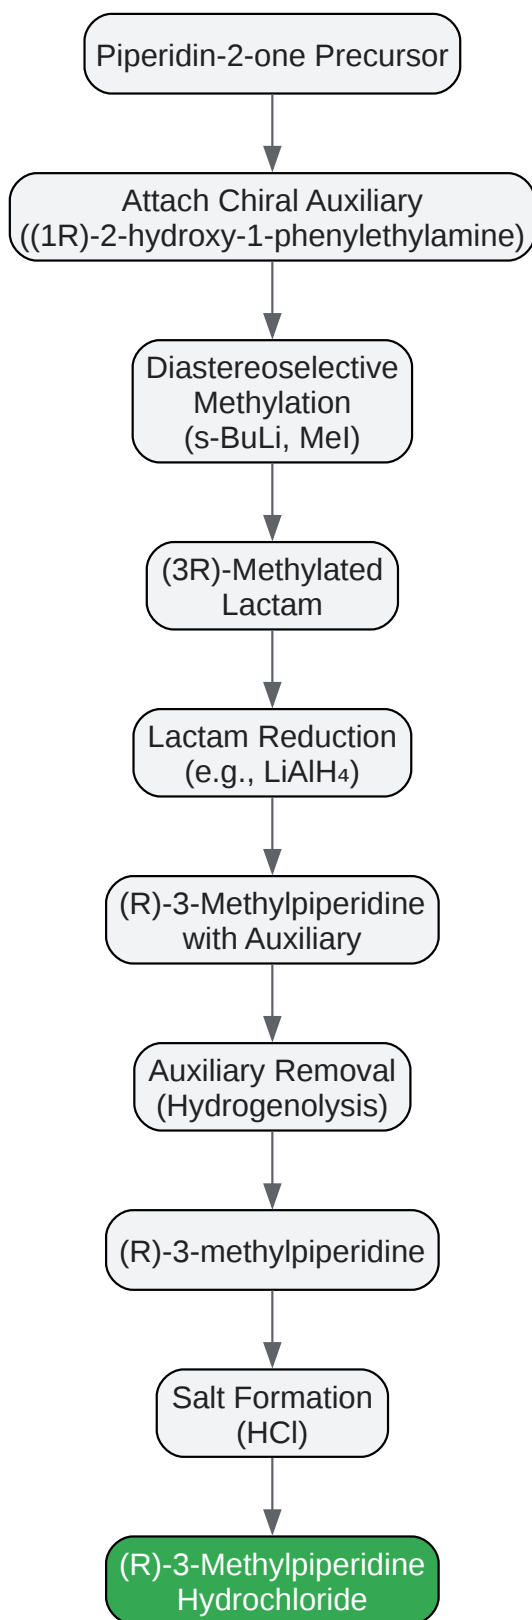 Piperidin-2-one Precursor
Attach Chiral Auxiliary
((1R)-2-hydroxy-1-phenylethylamine)
Diastereoselective
Methylation
(s-BuLi, MeI)
(3R)-Methylated
Lactam
Lactam Reduction
(e.g., LiAlH₄)
(R)-3-Methylpiperidine
with Auxiliary
Auxiliary Removal
(Hydrogenolysis)
(R)-3-methylpiperidine
Salt Formation
(HCl)
(R)-3-Methylpiperidine
Hydrochloride